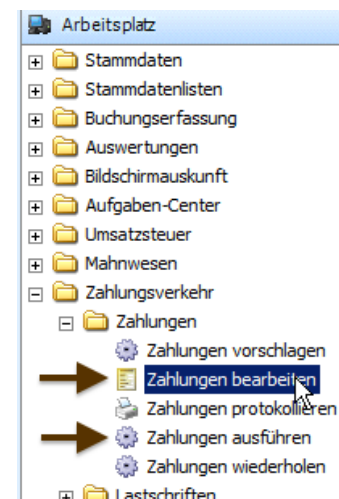 Arbeitsplatz
Stammdaten
Stammdatenlisten
Buchungserfassung
Auswertungen
Bildschirmauskunft
Aufgaben-Center
Umsatzsteuer
Mahnwesen
Zahlungsverkehr
Zahlungen
Zahlungen vorschlagen
Zahlungen bearbeiten
Zahlungen protokollieren
Zahlungen ausführen
Zahlungen wiederholen
Lastschriften